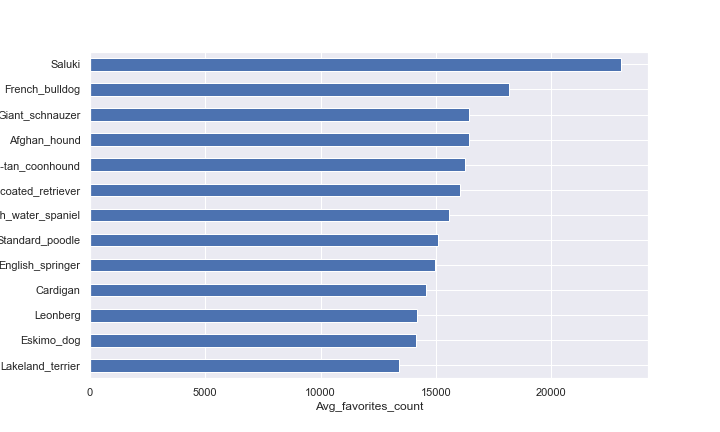 Saluki
French_bulldog
Giant_schnauzer
Afghan_hound
-tan_coonhound
coated_retriever
h_water_spaniel
Standard_poodle
English_springer
Cardigan
Leonberg
Eskimo_dog
Lakeland_terrier
0 5000 10000 15000 20000
Avg_favorites_count